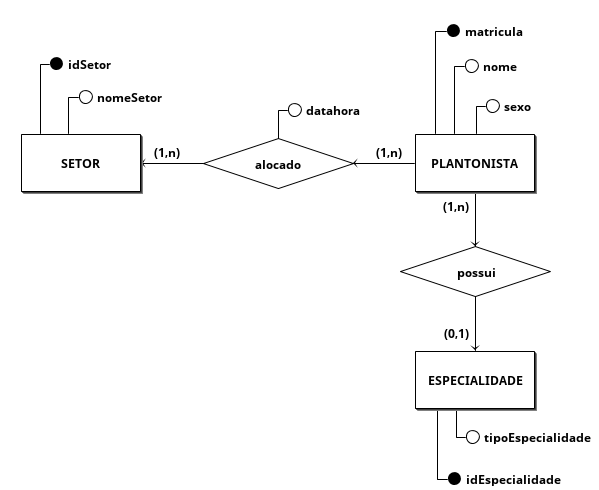 matricula
idSetor
nome
nomeSetor
sexo
datahora
SETOR
(1,n)
alocado
(1,n)
PLANTONISTA
(1,n)
possui
(0,1)
ESPECIALIDADE
tipoEspecialidade
idEspecialidade